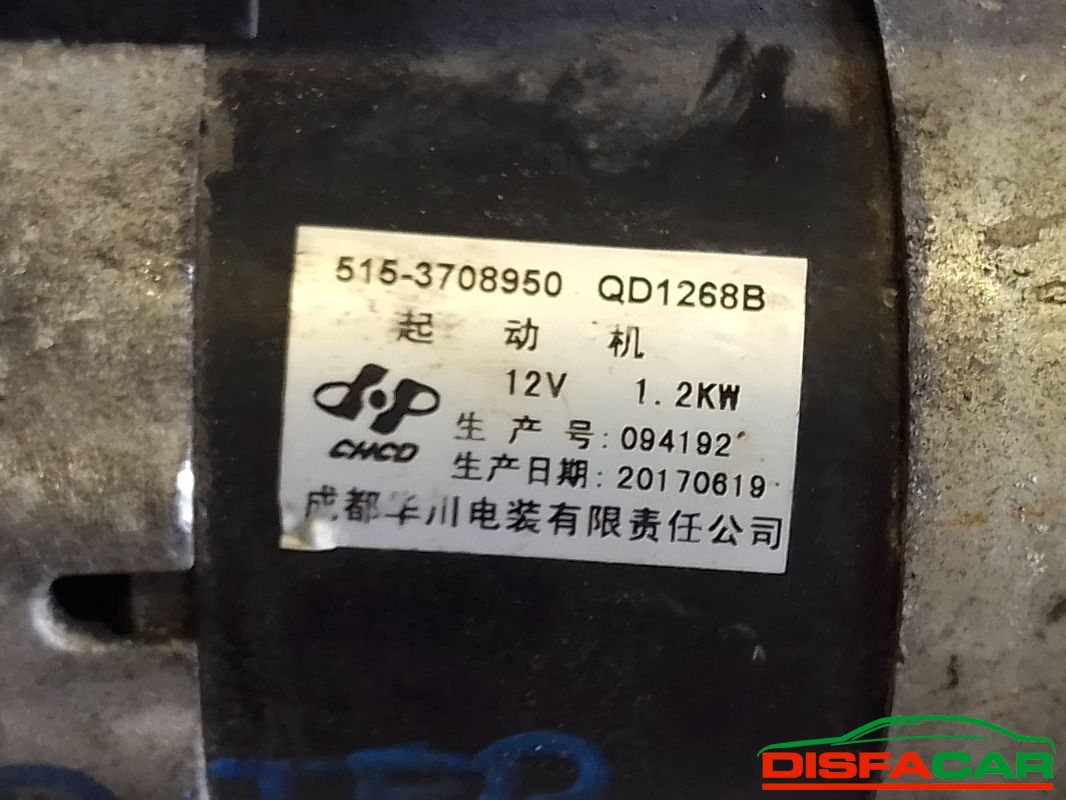 515-3708950 QD1268B
起 动 机
12V 1.2KW
CHCD
生产号:094192
生产日期:20170619
成都华川电装有限责任公司
DISFACAR